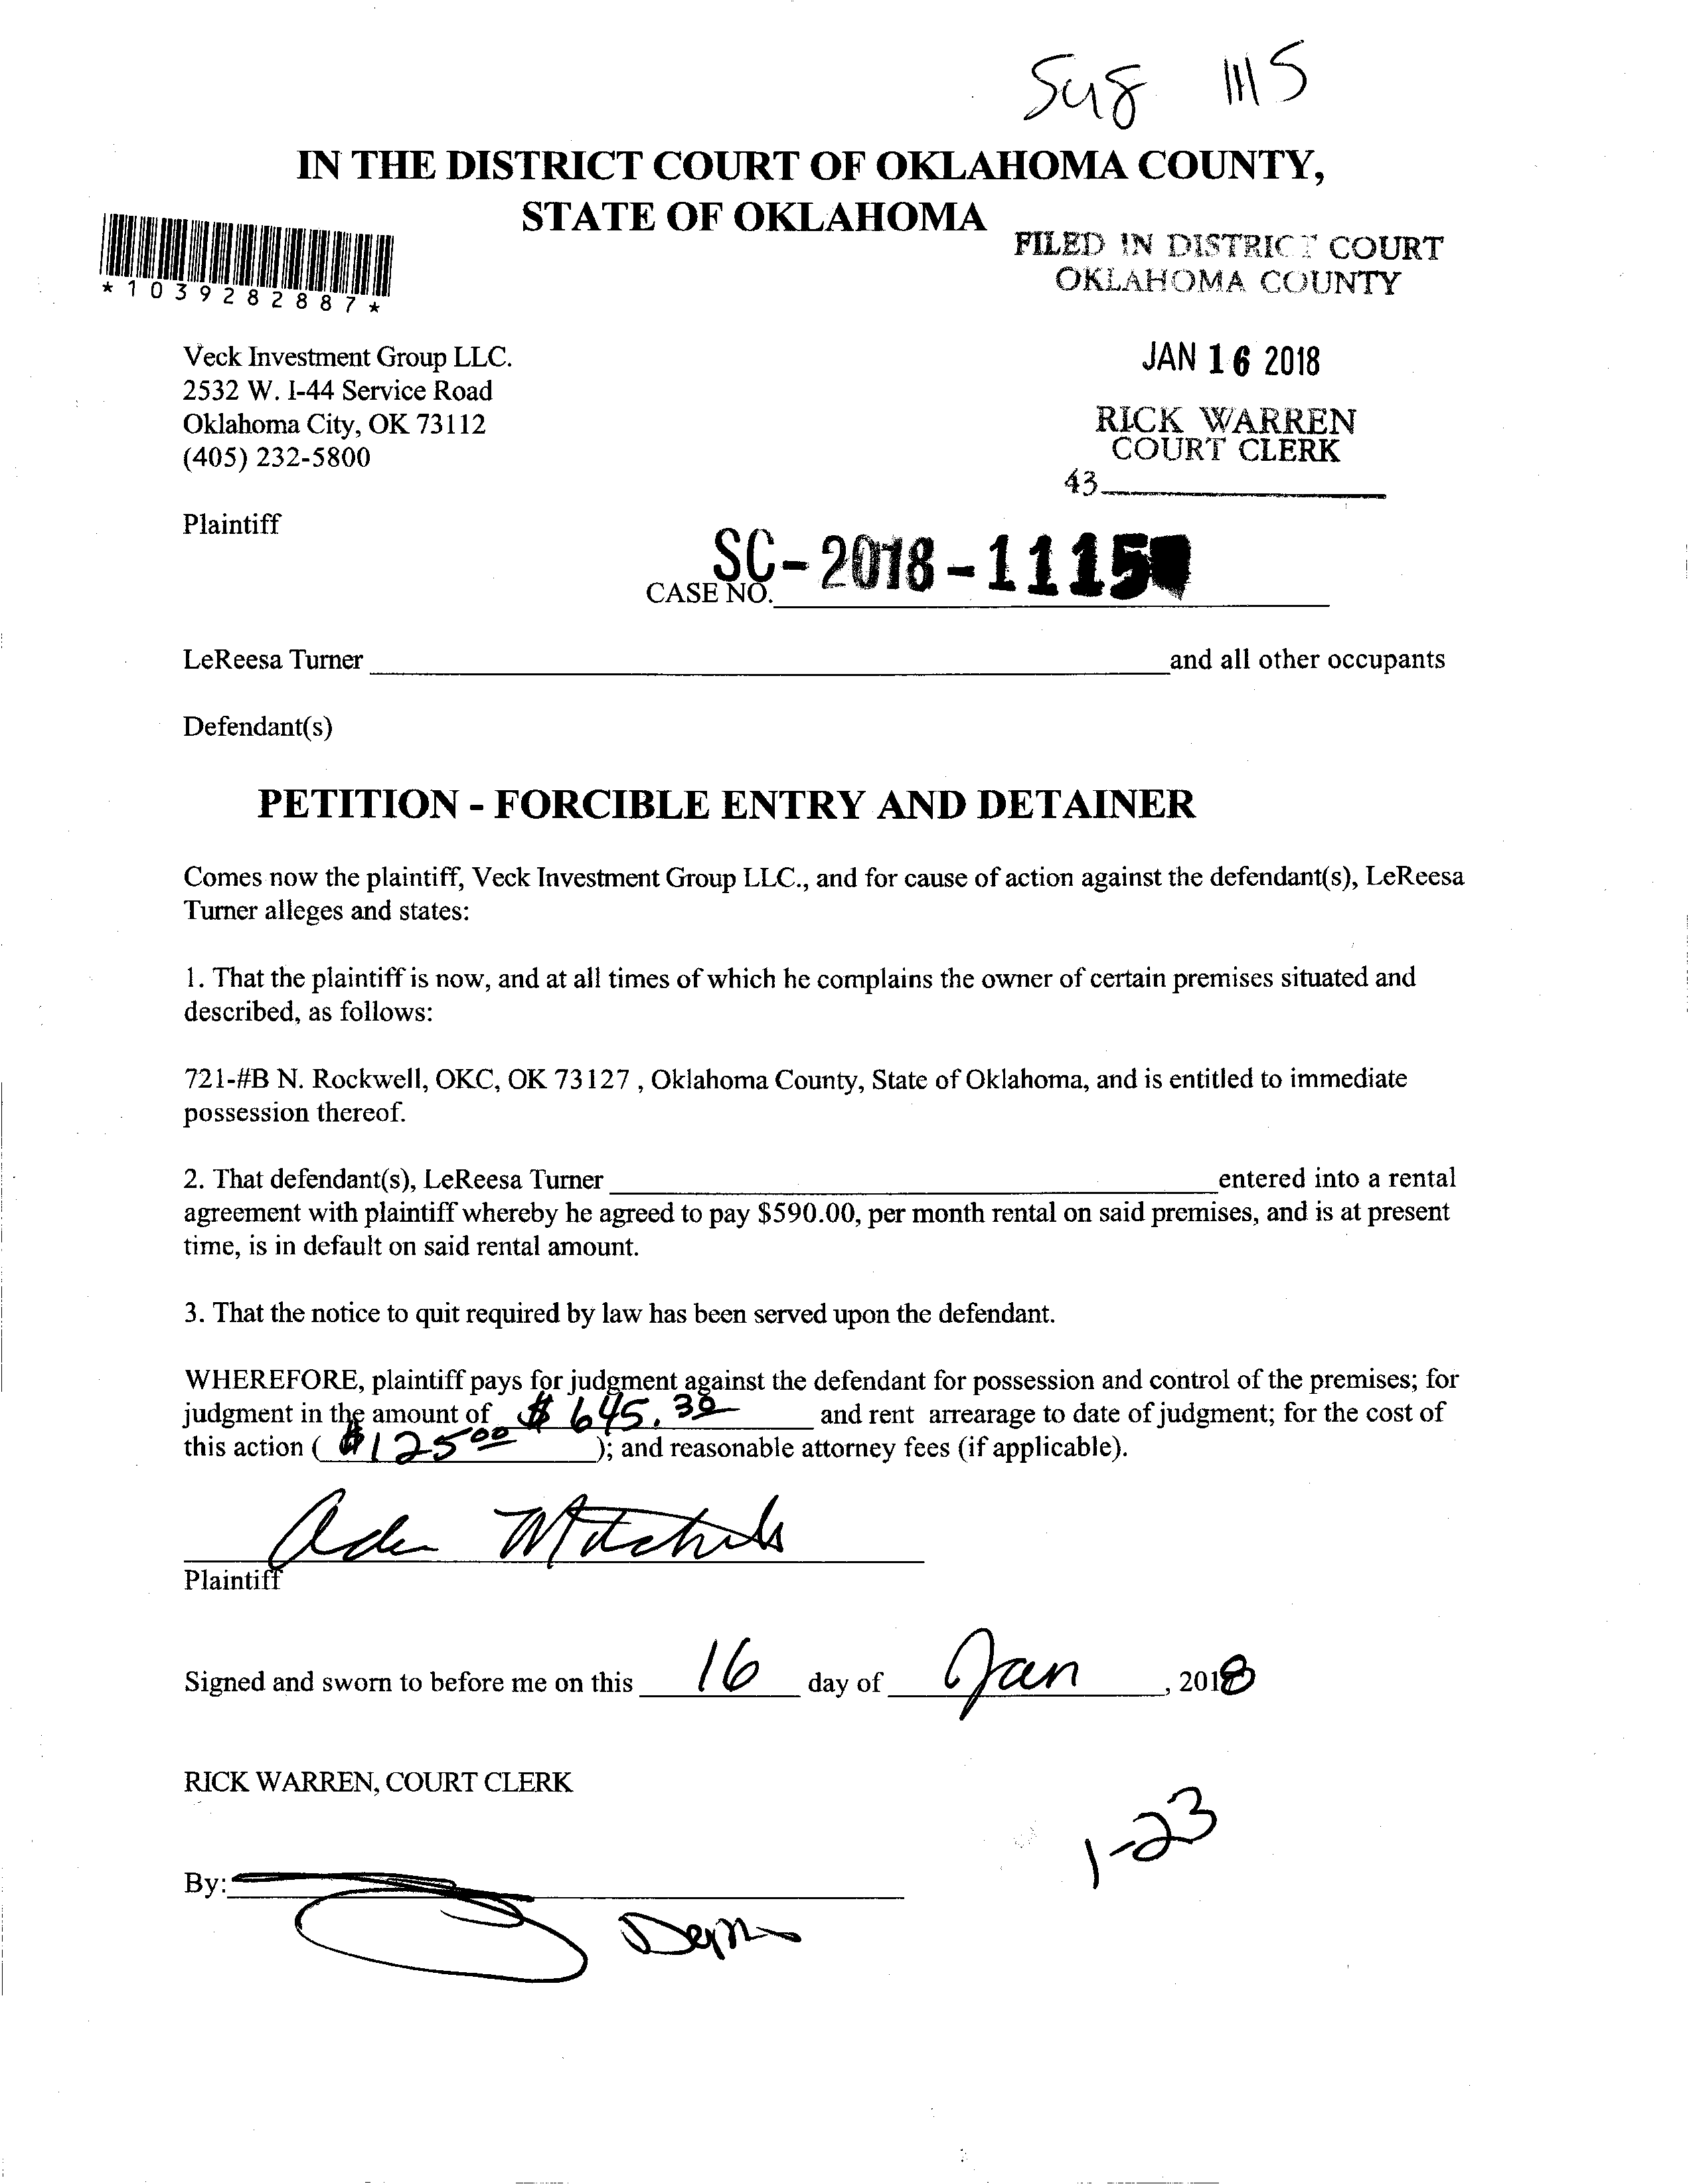 1115
IN THE DISTRICT COURT OF OKLAHOMA COUNTY,
STATE OF OKLAHOMA
FILED IN DISTRICT COURT
OKLAHOMA COUNTY
*1039282887*
JAN 16 2018
RICK WARREN
COURT CLERK
43
Veck Investment Group LLC.
2532 W. I-44 Service Road
Oklahoma City, OK 73112
(405) 232-5800
Plaintiff
SC-2018-1115
CASE NO.
LeReesa Turner and all other occupants
Defendant(s)
PETITION - FORCIBLE ENTRY AND DETAINER
Comes now the plaintiff, Veck Investment Group LLC., and for cause of action against the defendant(s), LeReesa
Turner alleges and states:
1. That the plaintiff is now, and at all times of which he complains the owner of certain premises situated and
described, as follows:
721-#B N. Rockwell, OKC, OK 73127 , Oklahoma County, State of Oklahoma, and is entitled to immediate
possession thereof.
2. That defendant(s), LeReesa Turner entered into a rental
agreement with plaintiff whereby he agreed to pay $590.00, per month rental on said premises, and is at present
time, is in default on said rental amount.
3. That the notice to quit required by law has been served upon the defendant.
WHEREFORE, plaintiff pays for judgment against the defendant for possession and control of the premises; for
judgment in the amount of $ 645.30 and rent arrearage to date of judgment; for the cost of
this action ( $125 00 ); and reasonable attorney fees (if applicable).
Plaintiff
Signed and sworn to before me on this 16 day of Jan , 2018
RICK WARREN, COURT CLERK
1-23
By: